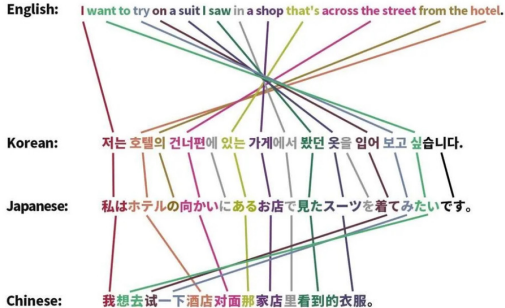 English: I want to try on a suit I saw in a shop that's across the street from the hotel.
Korean: 저는 호텔의 건너편에 있는 가게에서 봤던 옷을 입어 보고 싶습니다.
Japanese: 私はホテルの向かいにあるお店で見たスーツを着てみたいです。
Chinese: 我想去试一下酒店对面那家店里看到的衣服。